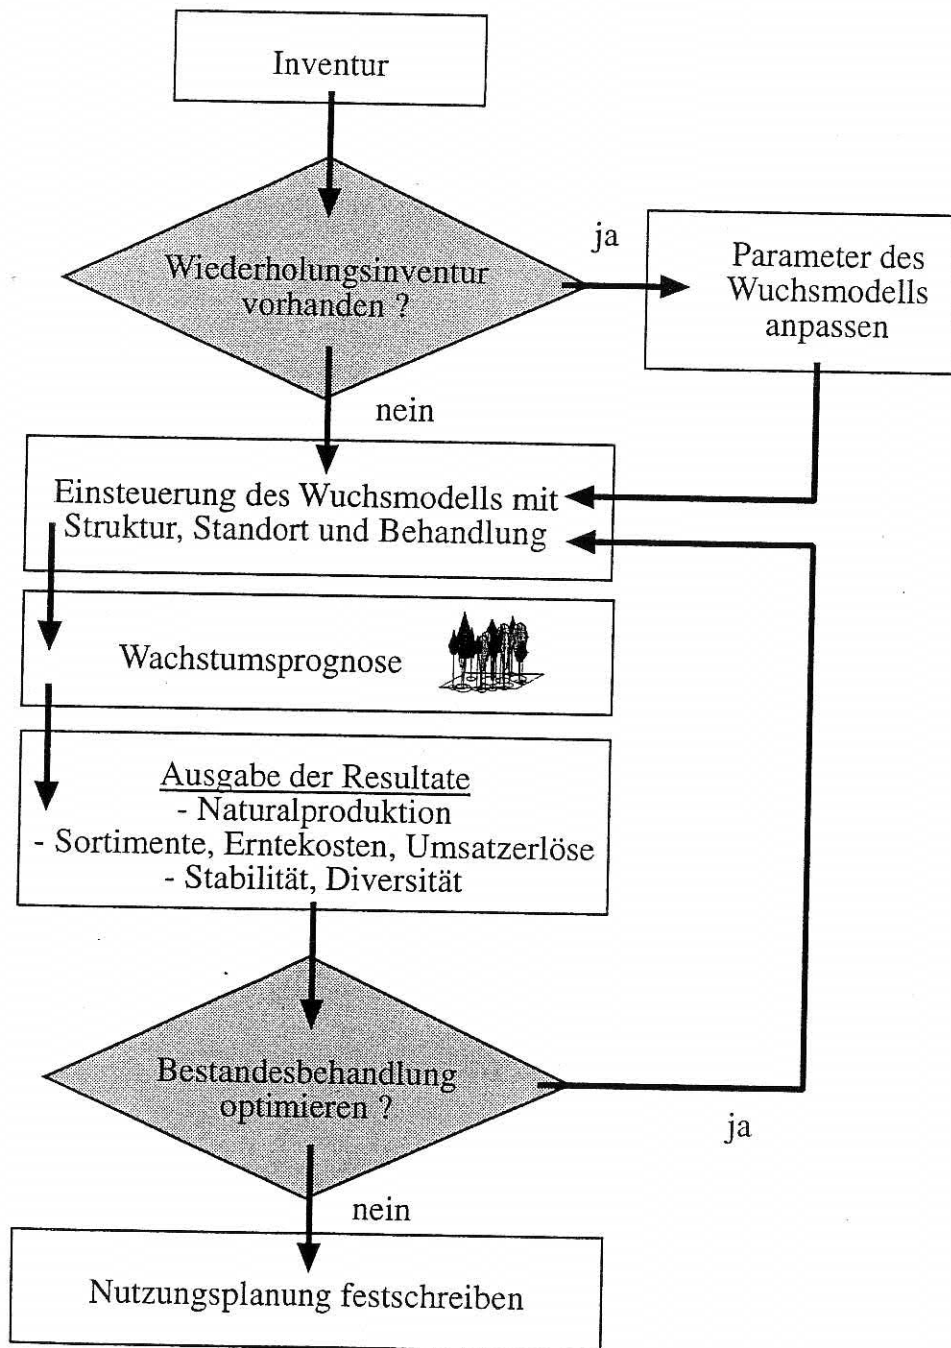 Inventur
Wiederholungsinventur
vorhanden ?
ja
Parameter des
Wuchsmodells
anpassen
nein
Einsteuerung des Wuchsmodells mit
Struktur, Standort und Behandlung
Wachstumsprognose
Ausgabe der Resultate
- Naturalproduktion
- Sortimente, Erntekosten, Umsatzerlöse
- Stabilität, Diversität
Bestandesbehandlung
optimieren ?
ja
nein
Nutzungsplanung festschreiben